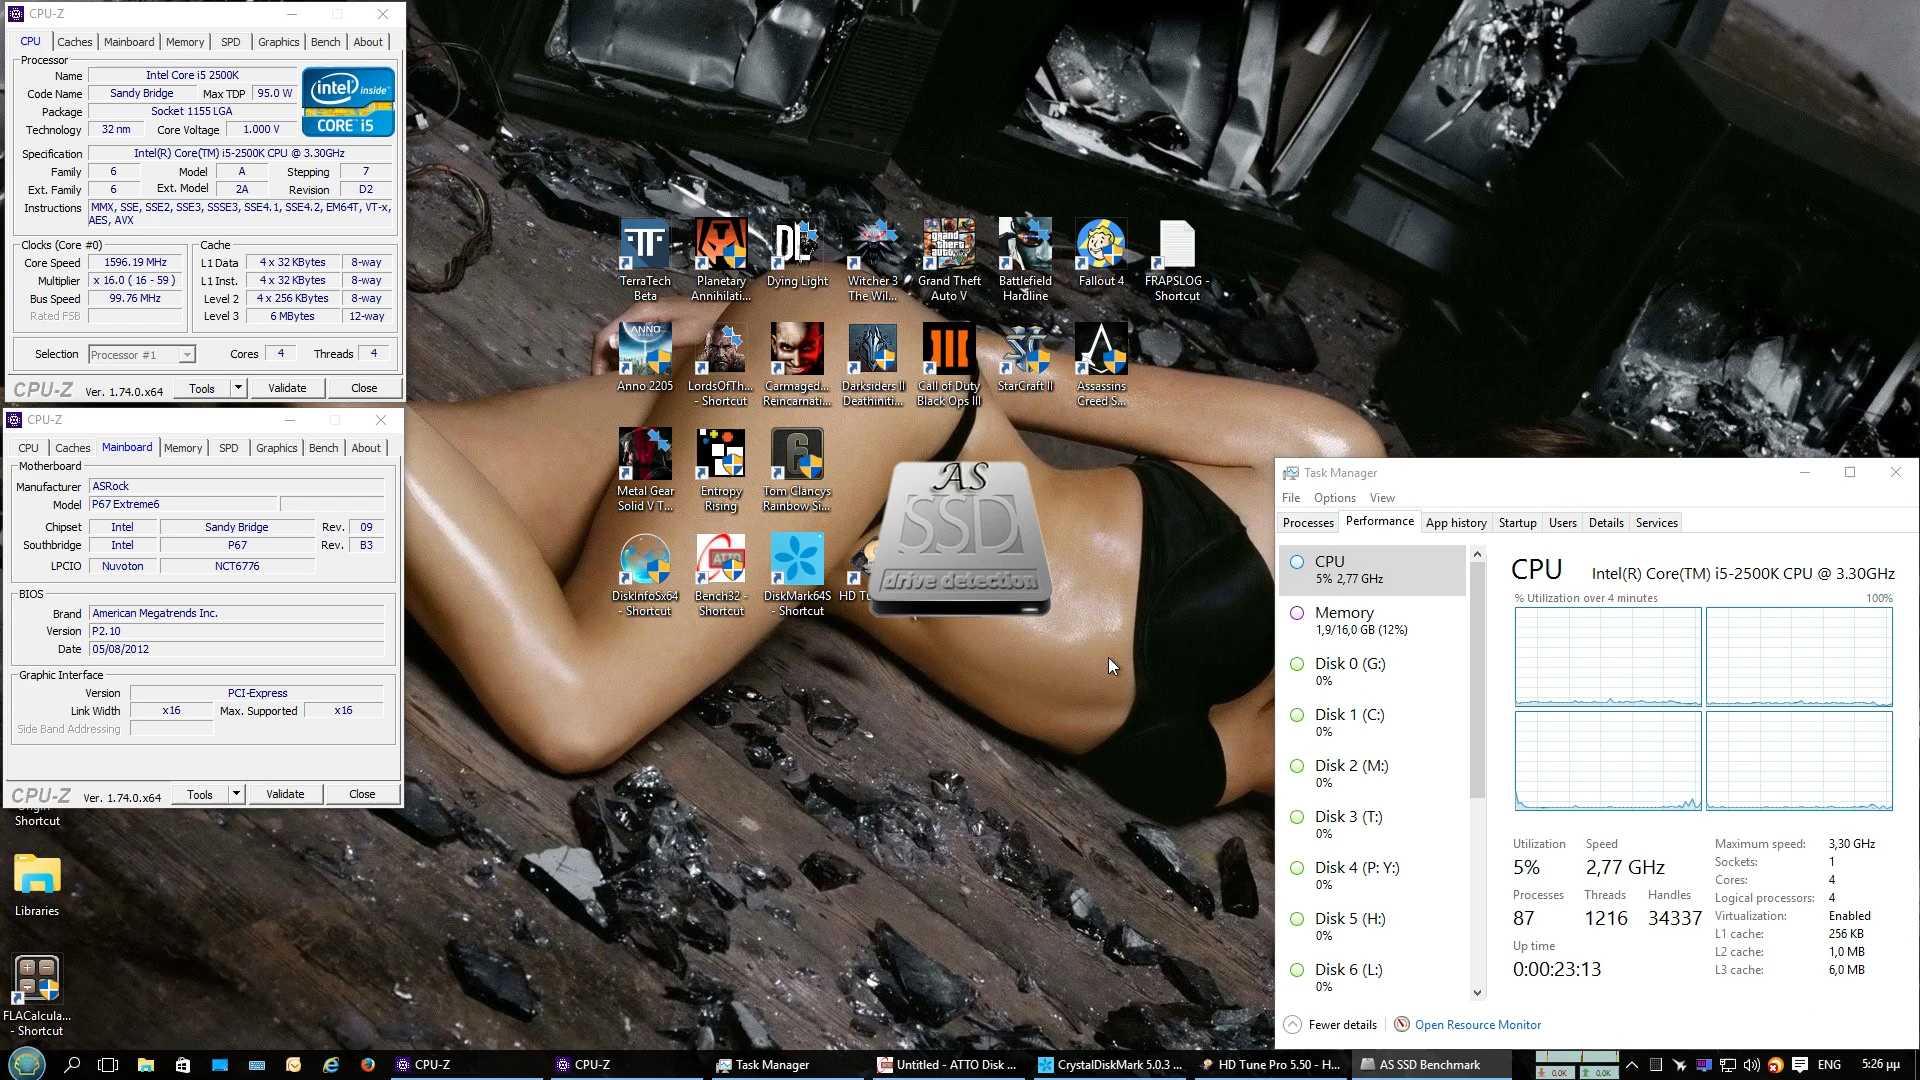 CPU-Z
CPU Caches Mainboard Memory SPD Graphics Bench About
Processor
Name Intel Core i5 2500K
Code Name Sandy Bridge Max TDP 95.0 W
Package Socket 1155 LGA
Technology 32 nm Core Voltage 1.000 V
intel inside™
CORE™ i5
Specification Intel(R) Core(TM) i5-2500K CPU @ 3.30GHz
Family 6 Model A Stepping 7
Ext. Family 6 Ext. Model 2A Revision D2
Instructions MMX, SSE, SSE2, SSE3, SSSE3, SSE4.1, SSE4.2, EM64T, VT-x,
AES, AVX
Clocks (Core #0)
Core Speed 1596.19 MHz
Multiplier x 16.0 ( 16 - 59 )
Bus Speed 99.76 MHz
Rated FSB
Cache
L1 Data 4 x 32 KBytes 8-way
L1 Inst. 4 x 32 KBytes 8-way
Level 2 4 x 256 KBytes 8-way
Level 3 6 MBytes 12-way
Selection Processor #1 Cores 4 Threads 4
CPU-Z Ver. 1.74.0.x64 Tools Validate Close
CPU-Z
CPU Caches Mainboard Memory SPD Graphics Bench About
Motherboard
Manufacturer ASRock
Model P67 Extreme6
Chipset Intel Sandy Bridge Rev. 09
Southbridge Intel P67 Rev. B3
LPCIO Nuvoton NCT6776
BIOS
Brand American Megatrends Inc.
Version P2.10
Date 05/08/2012
Graphic Interface
Version PCI-Express
Link Width x16 Max. Supported x16
Side Band Addressing
CPU-Z Ver. 1.74.0.x64 Tools Validate Close
Shortcut
Libraries
FLACalcula...
- Shortcut
TerraTech
Beta
Planetary
Annihilati...
DL
Dying Light
Witcher 3
The Wil...
grand theft auto V
Grand Theft
Auto V
Battlefield
Hardline
Fallout 4
FRAPSLOG -
Shortcut
ANNO
Anno 2205
LordsOfTh...
- Shortcut
Carmaged...
Reincarnati...
Darksiders II
Deathiniti...
Call of Duty
Black Ops III
StarCraft II
Assassins
Creed S...
Metal Gear
Solid V T...
Entropy
Rising
6
Tom Clancys
Rainbow Si...
DiskInfoSx64
- Shortcut
ATTO
Bench32 -
Shortcut
DiskMark64S
- Shortcut
HD Tu
AS
SSD
drive detection
Task Manager
File Options View
Processes Performance App history Startup Users Details Services
CPU
5% 2,77 GHz
Memory
1,9/16,0 GB (12%)
Disk 0 (G:)
0%
Disk 1 (C:)
0%
Disk 2 (M:)
0%
Disk 3 (T:)
0%
Disk 4 (P: Y:)
0%
Disk 5 (H:)
0%
Disk 6 (L:)
0%
CPU Intel(R) Core(TM) i5-2500K CPU @ 3.30GHz
% Utilization over 4 minutes 100%
Utilization Speed
5% 2,77 GHz
Processes Threads Handles
87 1216 34337
Up time
0:00:23:13
Maximum speed: 3,30 GHz
Sockets: 1
Cores: 4
Logical processors: 4
Virtualization: Enabled
L1 cache: 256 KB
L2 cache: 1,0 MB
L3 cache: 6,0 MB
Fewer details Open Resource Monitor
CPU-Z CPU-Z Task Manager Untitled - ATTO Disk ... CrystalDiskMark 5.0.3 ... HD Tune Pro 5.50 - H... AS SSD Benchmark 0,0K 0,0K ENG 5:26 μμ